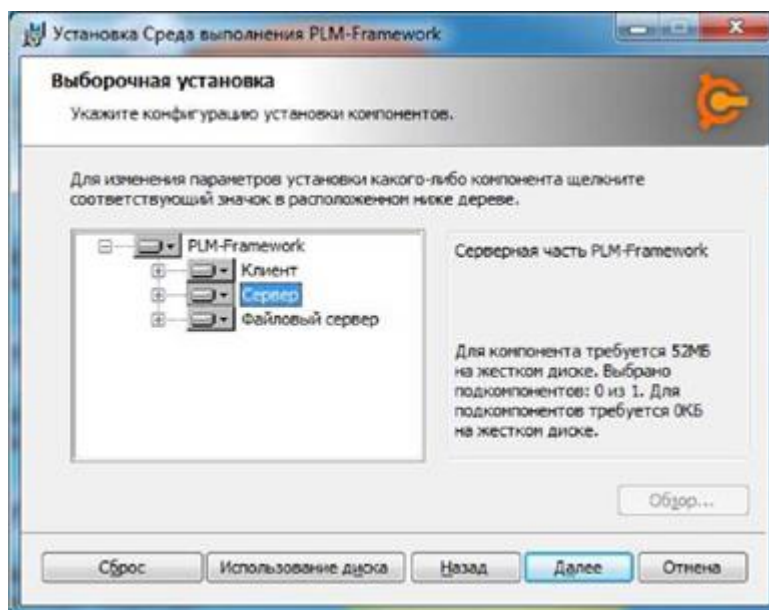 Установка Среда выполнения PLM-Framework
Выборочная установка
Укажите конфигурацию установки компонентов.
Для изменения параметров установки какого-либо компонента щелкните
соответствующий значок в расположенном ниже дереве.
PLM-Framework
Клиент
Сервер
Файловый сервер
Серверная часть PLM-Framework
Для компонента требуется 52МБ
на жестком диске. Выбрано
подкомпонентов: 0 из 1. Для
подкомпонентов требуется 0КБ
на жестком диске.
Обзор...
Сброс
Использование диска
Назад
Далее
Отмена